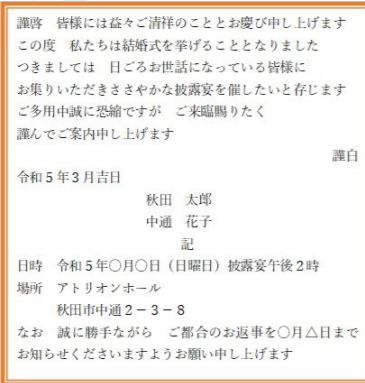 謹啓　皆様には益々ご清祥のこととお慶び申し上げます
この度　私たちは結婚式を挙げることとなりました
つきましては　日ごろお世話になっている皆様に
お集りいただきささやかな披露宴を催したいと存じます
ご多用中誠に恐縮ですが　ご来臨賜りたく
謹んでご案内申し上げます
謹白
令和５年３月吉日
秋田　太郎
中通　花子
記
日時　令和５年〇月〇日（日曜日）披露宴午後２時
場所　アトリオンホール
秋田市中通２－３－８
なお　誠に勝手ながら　ご都合のお返事を〇月△日まで
お知らせくださいますようお願い申し上げます